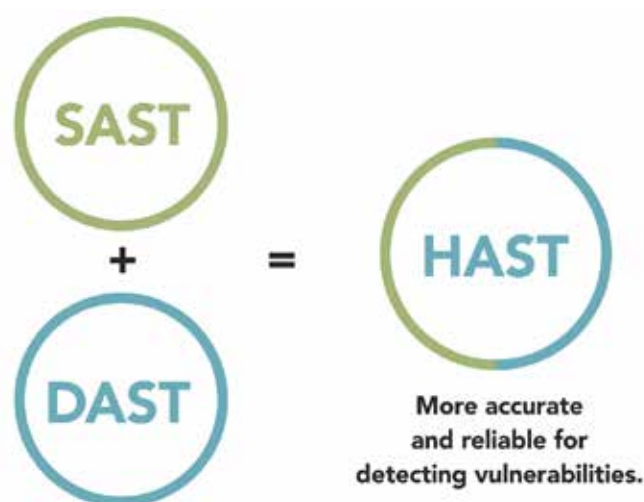 SAST
+
=
DAST
HAST
More accurate
and reliable for
detecting vulnerabilities.